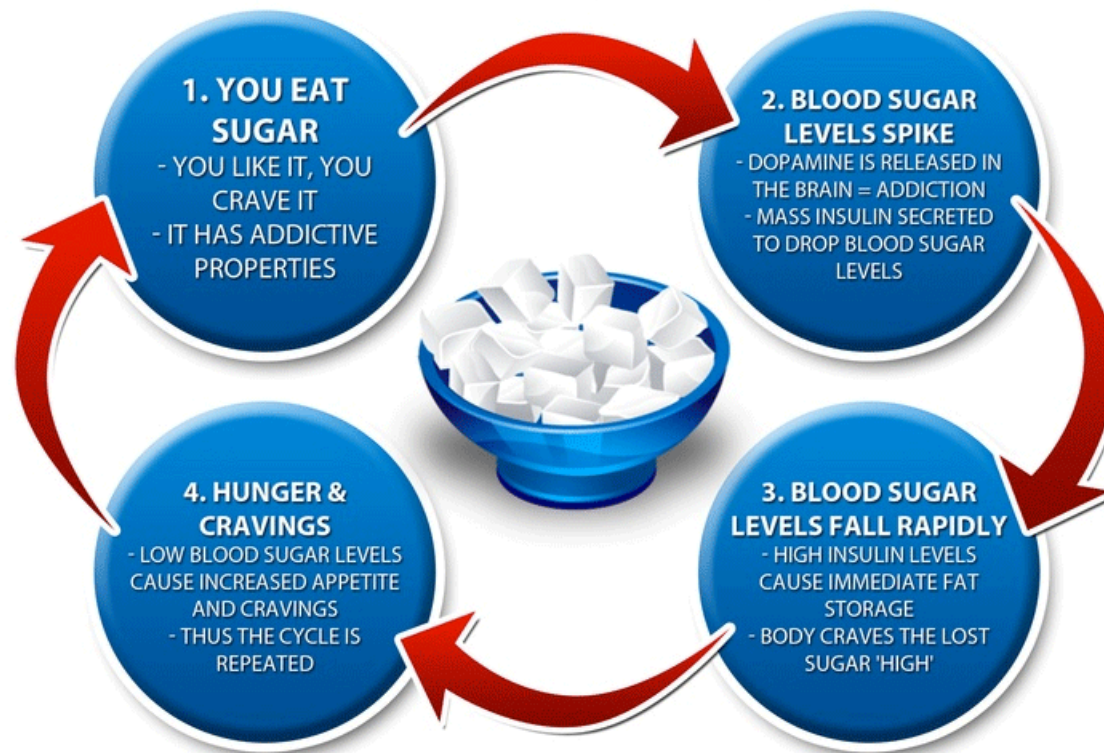 1. YOU EAT
SUGAR
- YOU LIKE IT, YOU
CRAVE IT
- IT HAS ADDICTIVE
PROPERTIES
2. BLOOD SUGAR
LEVELS SPIKE
- DOPAMINE IS RELEASED IN
THE BRAIN = ADDICTION
- MASS INSULIN SECRETED
TO DROP BLOOD SUGAR
LEVELS
3. BLOOD SUGAR
LEVELS FALL RAPIDLY
- HIGH INSULIN LEVELS
CAUSE IMMEDIATE FAT
STORAGE
- BODY CRAVES THE LOST
SUGAR 'HIGH'
4. HUNGER &
CRAVINGS
- LOW BLOOD SUGAR LEVELS
CAUSE INCREASED APPETITE
AND CRAVINGS
- THUS THE CYCLE IS
REPEATED